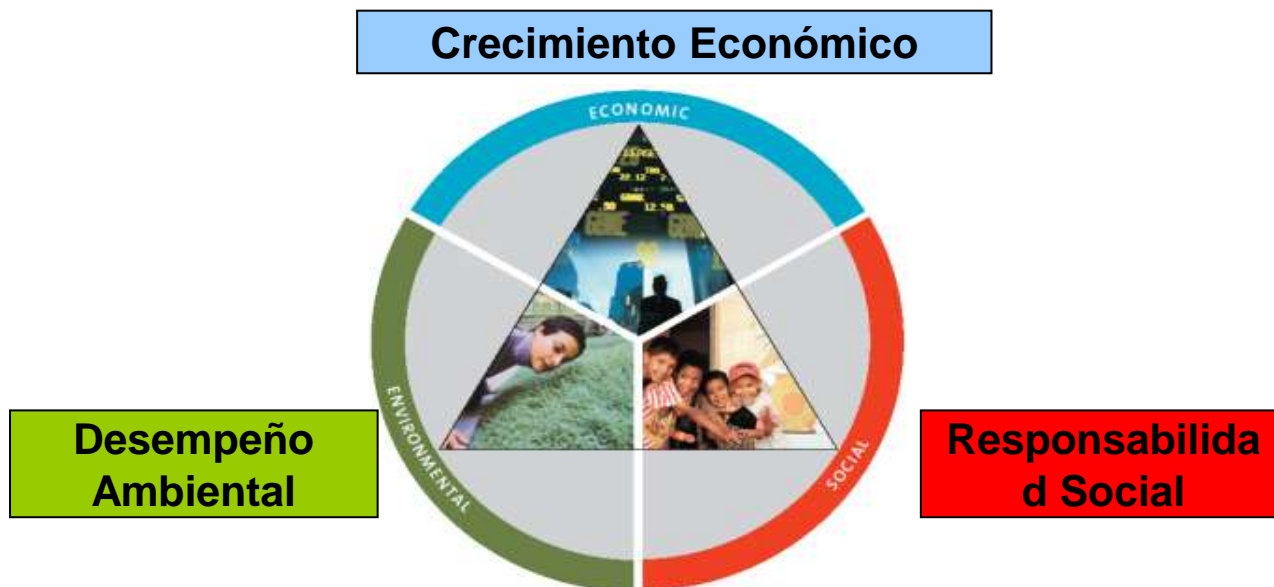 Crecimiento Económico
ECONOMIC
ENVIRONMENTAL
SOCIAL
Desempeño
Ambiental
Responsabilida
d Social